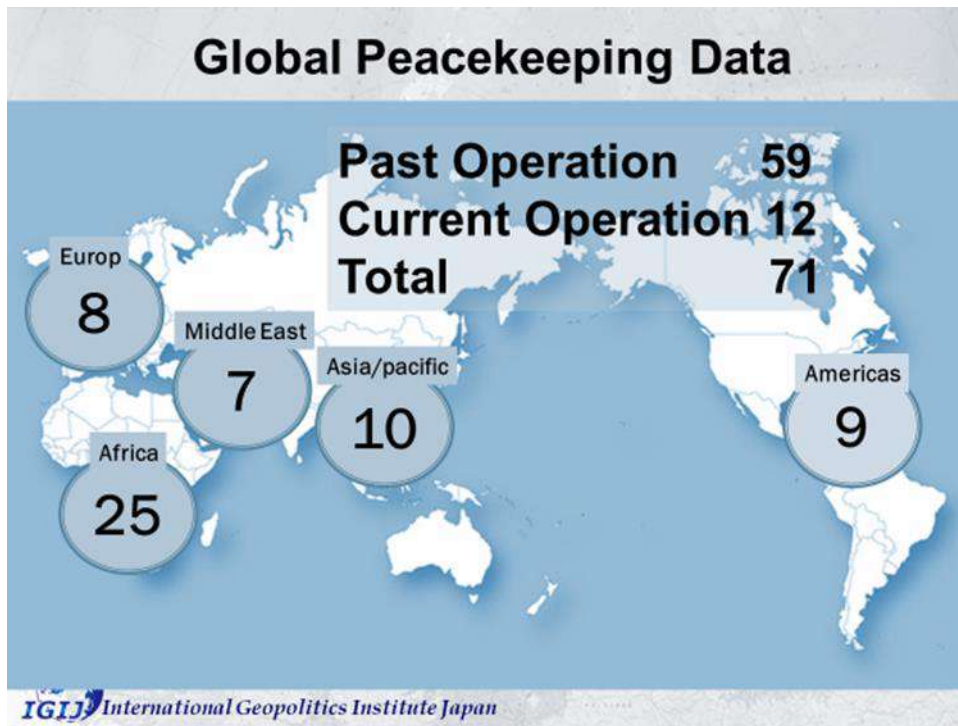 Global Peacekeeping Data
Past Operation 59
Current Operation 12
Total 71
Europ
8
Middle East
7
Asia/pacific
10
Americas
9
Africa
25
IGIJ International Geopolitics Institute Japan